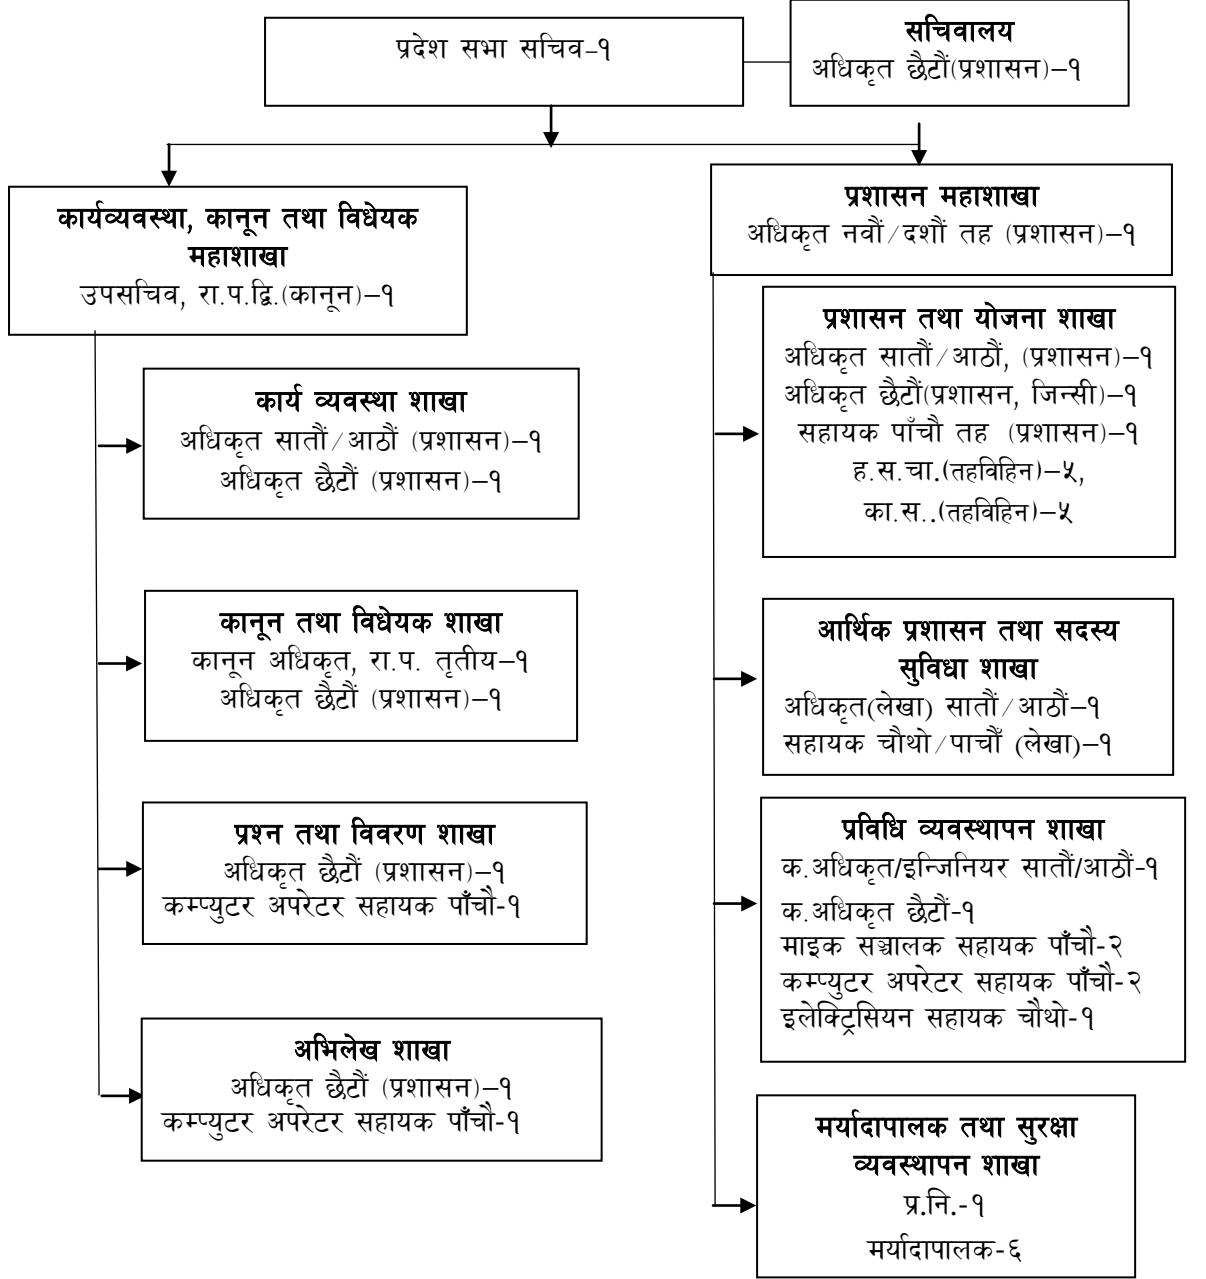 प्रदेश सभा सचिव–१
सचिवालय
अधिकृत छैटौं(प्रशासन)–१
कार्यव्यवस्था, कानून तथा विधेयक
महाशाखा
उपसचिव, रा.प.द्वि.(कानून)–१
कार्य व्यवस्था शाखा
अधिकृत सातौं/आठौं (प्रशासन)–१
अधिकृत छैटौं (प्रशासन)–१
कानून तथा विधेयक शाखा
कानून अधिकृत, रा.प. तृतीय–१
अधिकृत छैटौं (प्रशासन)–१
प्रश्न तथा विवरण शाखा
अधिकृत छैटौं (प्रशासन)–१
कम्प्युटर अपरेटर सहायक पाँचौ-१
अभिलेख शाखा
अधिकृत छैटौं (प्रशासन)–१
कम्प्युटर अपरेटर सहायक पाँचौ-१
प्रशासन महाशाखा
अधिकृत नवौं/दशौं तह (प्रशासन)–१
प्रशासन तथा योजना शाखा
अधिकृत सातौं/आठौं, (प्रशासन)–१
अधिकृत छैटौं(प्रशासन, जिन्सी)–१
सहायक पाँचौ तह (प्रशासन)–१
ह.स.चा.(तहविहिन)–५,
का.स..(तहविहिन)–५
आर्थिक प्रशासन तथा सदस्य
सुविधा शाखा
अधिकृत(लेखा) सातौं/आठौं–१
सहायक चौथो/पाचौँ (लेखा)–१
प्रविधि व्यवस्थापन शाखा
क.अधिकृत/इन्जिनियर सातौं/आठौं-१
क.अधिकृत छैटौं-१
माइक सञ्चालक सहायक पाँचौ-२
कम्प्युटर अपरेटर सहायक पाँचौ-२
इलेक्ट्रिसियन सहायक चौथो-१
मर्यादापालक तथा सुरक्षा
व्यवस्थापन शाखा
प्र.नि.-१
मर्यादापालक-६